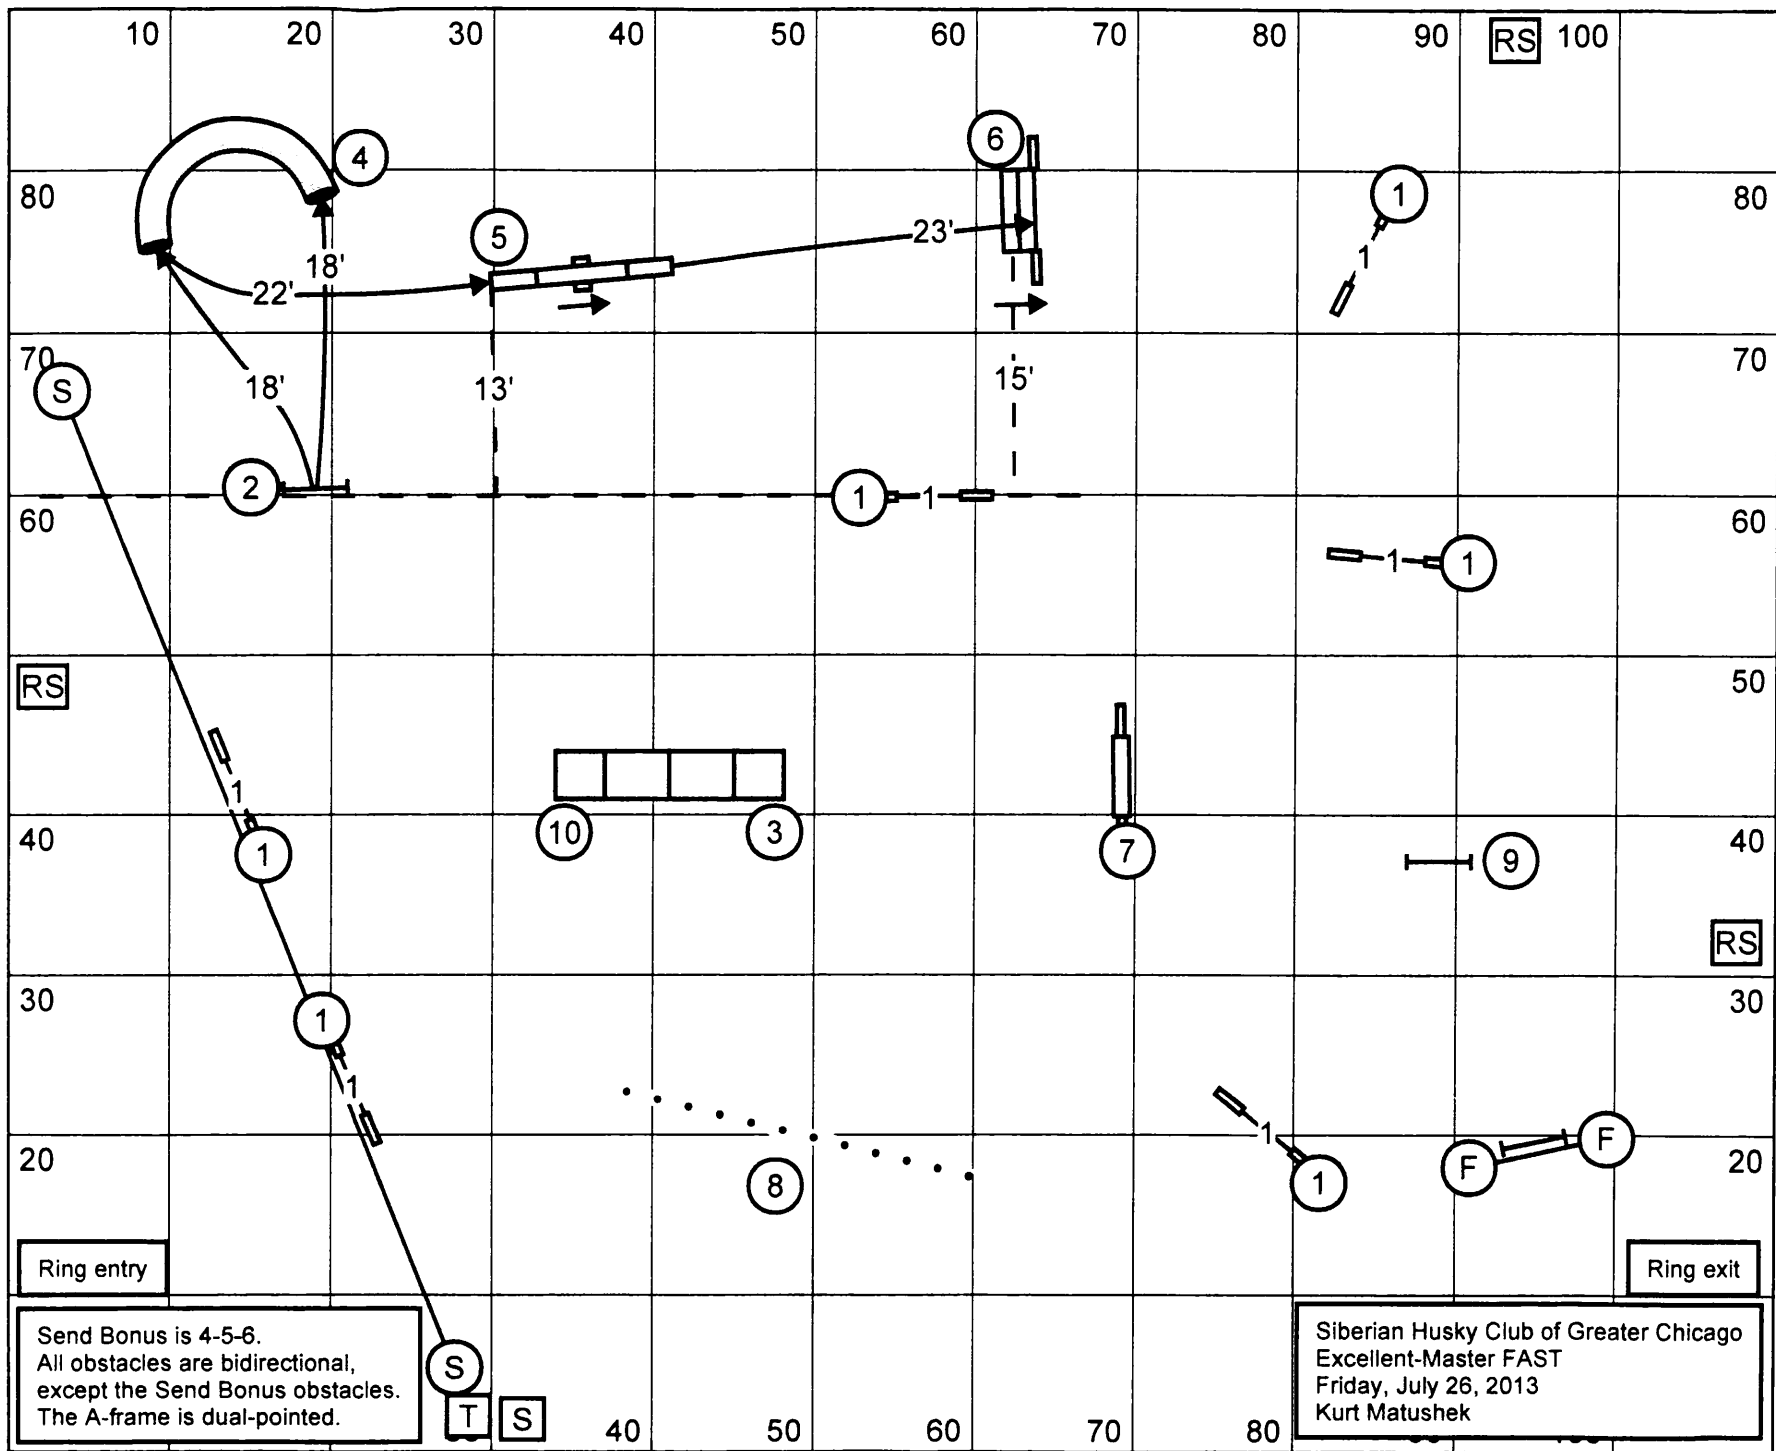 10 20 30 40 50 60 70 80 90 RS 100
6
4
80 1 80
5 23'
18' 1
22'
70 70
S 18' 13' 15'
2 1 1
60 60
1 1
RS 50
1
10 3
40 1 7 9 40
RS
30 30
1
1
1 F
20 8 1 F 20
Ring entry Ring exit
Send Bonus is 4-5-6.
All obstacles are bidirectional,
except the Send Bonus obstacles.
The A-frame is dual-pointed.
S
T S 40 50 60 70 80
Siberian Husky Club of Greater Chicago
Excellent-Master FAST
Friday, July 26, 2013
Kurt Matushek